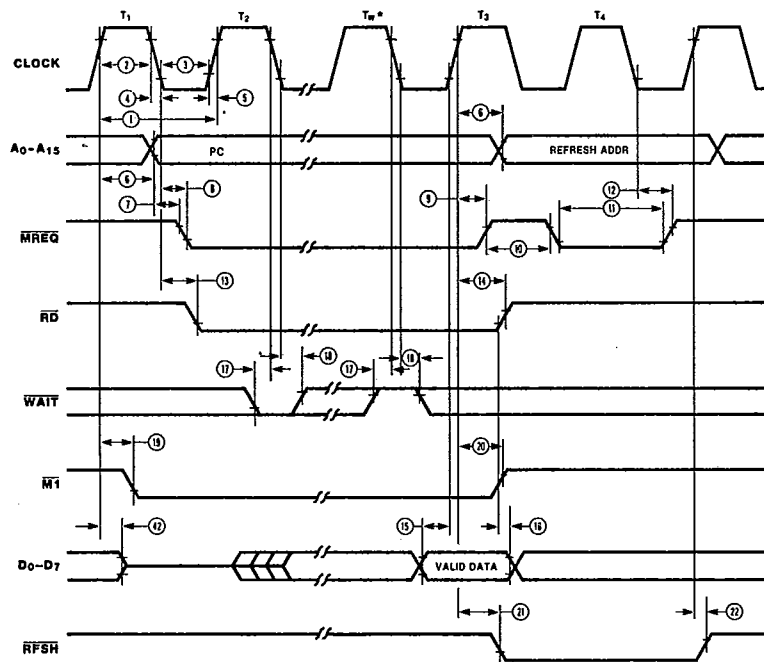 T1 T2 Tw* T3 T4
CLOCK
2 3
4 5
1
6
A0-A15
PC
REFRESH ADDR
6 8
7
9
12
11
MREQ
10
13
14
RD
17 18 17 18
WAIT
19
20
M1
42
15
16
D0-D7
VALID DATA
21
22
RFSH